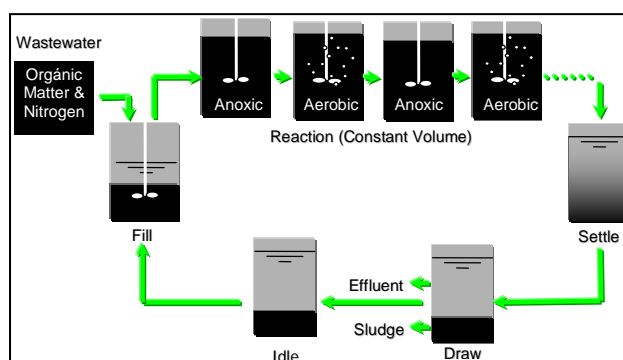 Wastewater
Orgánic
Matter &
Nitrogen
Anoxic
Aerobic
Anoxic
Aerobic
Reaction (Constant Volume)
Fill
Settle
Effluent
Sludge
Idle
Draw